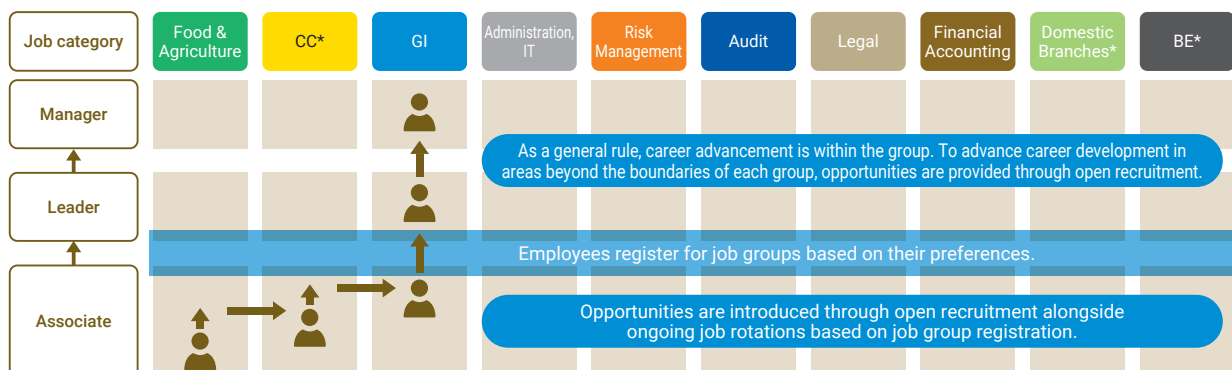 Job category
Food &
Agriculture
CC*
GI
Administration,
IT
Risk
Management
Audit
Legal
Financial
Accounting
Domestic
Branches*
BE*
Manager
As a general rule, career advancement is within the group. To advance career development in
areas beyond the boundaries of each group, opportunities are provided through open recruitment.
Leader
Employees register for job groups based on their preferences.
Associate
Opportunities are introduced through open recruitment alongside
ongoing job rotations based on job group registration.